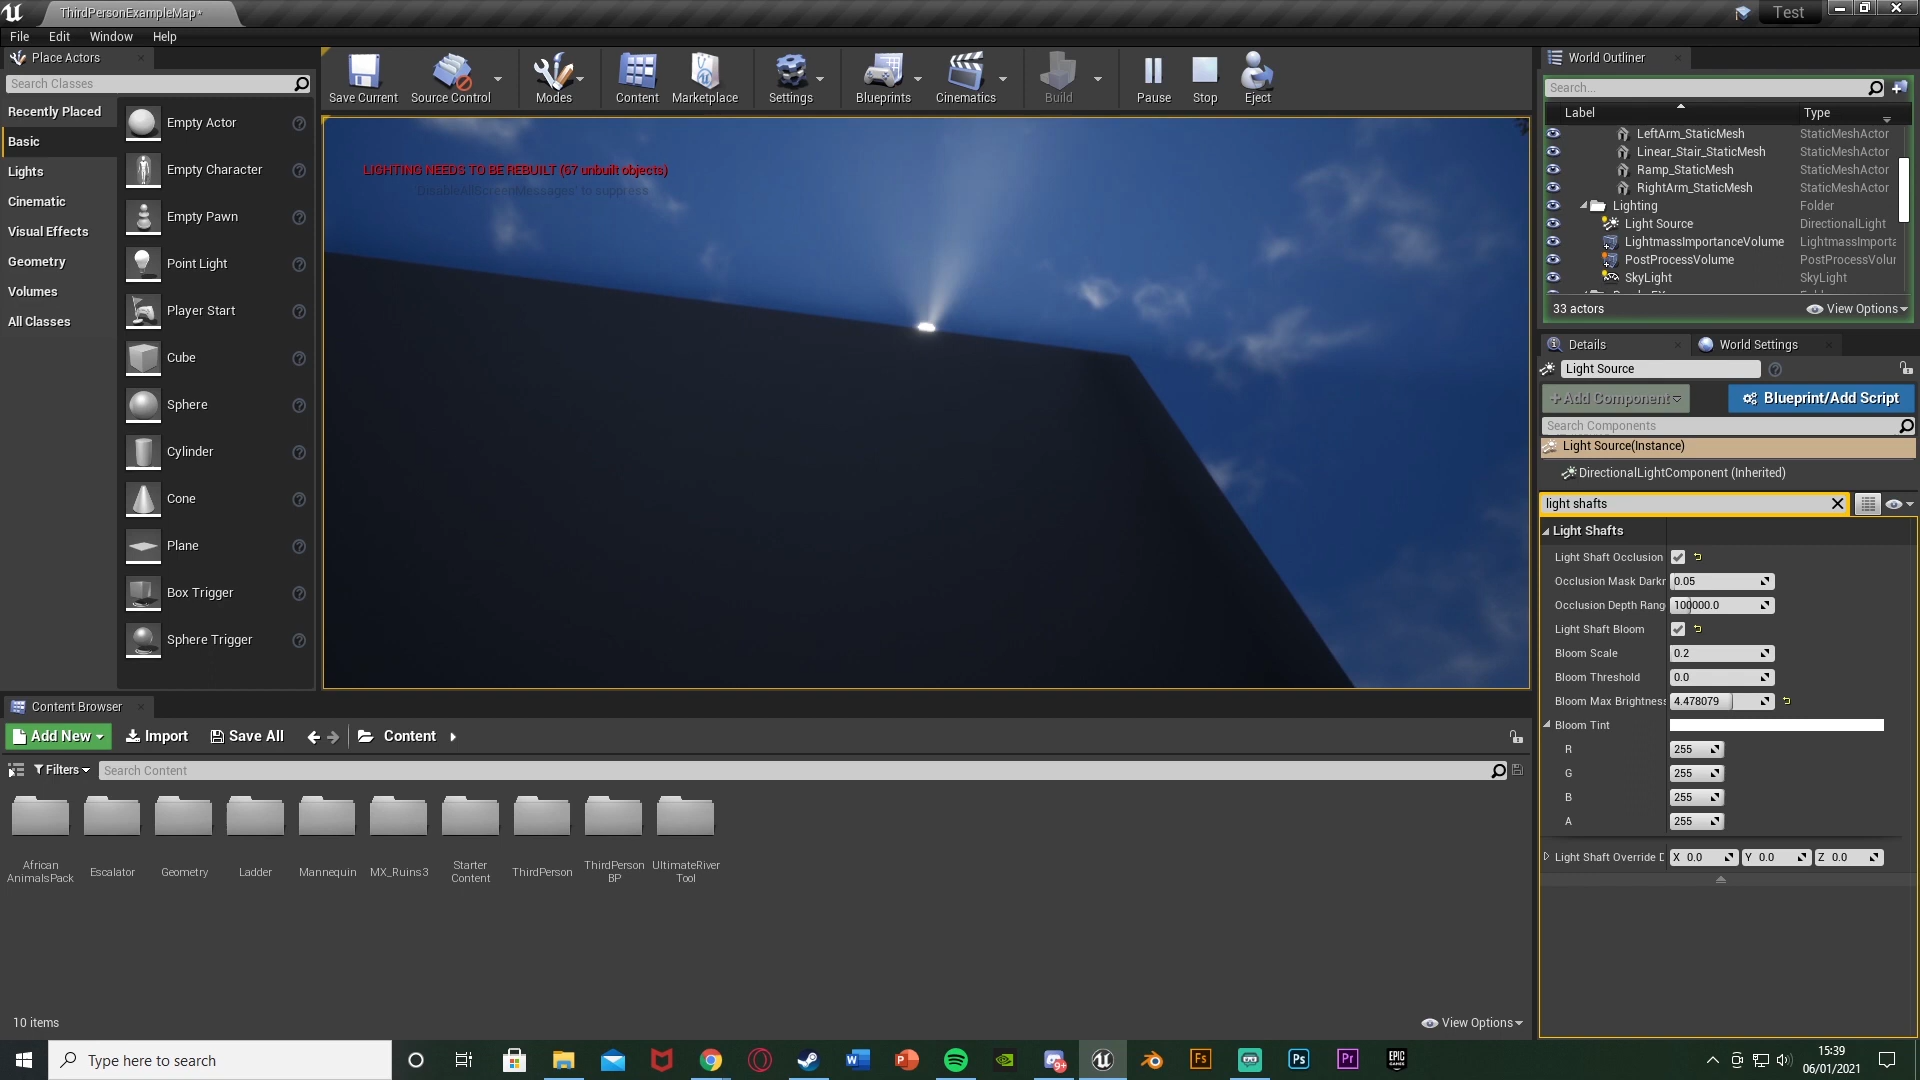 ThirdPersonExampleMap*
Test
File Edit Window Help
Place Actors
Search Classes
Recently Placed
Basic
Lights
Cinematic
Visual Effects
Geometry
Volumes
All Classes
Empty Actor
Empty Character
Empty Pawn
Point Light
Player Start
Cube
Sphere
Cylinder
Cone
Plane
Box Trigger
Sphere Trigger
Save Current Source Control Modes Content Marketplace Settings Blueprints Cinematics Build Pause Stop Eject
LIGHTING NEEDS TO BE REBUILT (67 unbuilt objects)
'DisableAllScreenMessages' to suppress
World Outliner
Search...
Label Type
LeftArm_StaticMesh StaticMeshActor
Linear_Stair_StaticMesh StaticMeshActor
Ramp_StaticMesh StaticMeshActor
RightArm_StaticMesh StaticMeshActor
Lighting Folder
Light Source DirectionalLight
LightmassImportanceVolume LightmassImporta
PostProcessVolume PostProcessVolur
SkyLight SkyLight
33 actors View Options
Details World Settings
Light Source
+Add Component Blueprint/Add Script
Search Components
Light Source(Instance)
DirectionalLightComponent (Inherited)
light shafts
Light Shafts
Light Shaft Occlusion
Occlusion Mask Darkr 0.05
Occlusion Depth Rang 100000.0
Light Shaft Bloom
Bloom Scale 0.2
Bloom Threshold 0.0
Bloom Max Brightness 4.478079
Bloom Tint
R 255
G 255
B 255
A 255
Light Shaft Override D X 0.0 Y 0.0 Z 0.0
Content Browser
Add New Import Save All Content
Filters Search Content
African AnimalsPack
Escalator
Geometry
Ladder
Mannequin
MX_Ruins3
Starter Content
ThirdPerson
ThirdPerson BP
UltimateRiver Tool
10 items View Options
Type here to search
15:39
06/01/2021